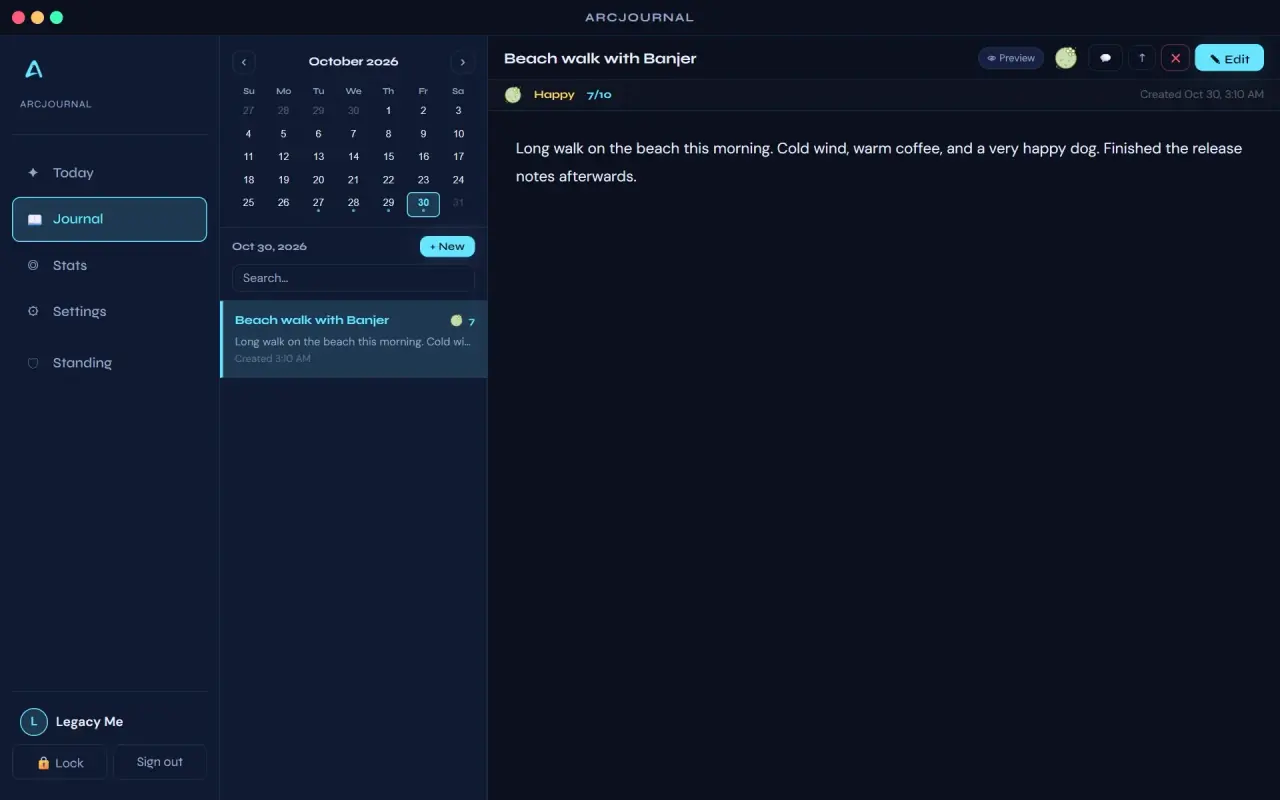 ARCJOURNAL
ARCJOURNAL
Today
Journal
Stats
Settings
Standing
Legacy Me
L
Lock
Sign out
‹ October 2026 ›
Su Mo Tu We Th Fr Sa
27 28 29 30 1 2 3
4 5 6 7 8 9 10
11 12 13 14 15 16 17
18 19 20 21 22 23 24
25 26 27 28 29 30 31
Oct 30, 2026
+ New
Search...
Beach walk with Banjer 7
Long walk on the beach this morning. Cold wi...
Created 3:10 AM
Beach walk with Banjer
Preview
↑
✕
Edit
Happy 7/10
Created Oct 30, 3:10 AM
Long walk on the beach this morning. Cold wind, warm coffee, and a very happy dog. Finished the release
notes afterwards.